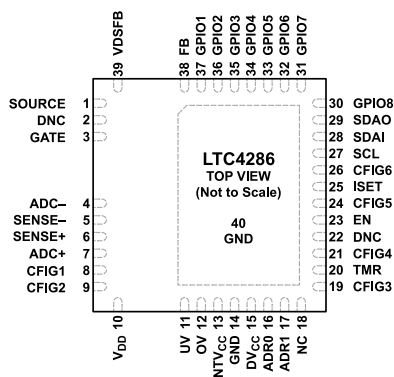 39 VDSFB
38 FB
37 GPIO1
36 GPIO2
35 GPIO3
34 GPIO4
33 GPIO5
32 GPIO6
31 GPIO7
SOURCE 1
DNC 2
GATE 3
ADC– 4
SENSE– 5
SENSE+ 6
ADC+ 7
CFIG1 8
CFIG2 9
LTC4286
TOP VIEW
(Not to Scale)
40
GND
30 GPIO8
29 SDAO
28 SDAI
27 SCL
26 CFIG6
25 ISET
24 CFIG5
23 EN
22 DNC
21 CFIG4
20 TMR
19 CFIG3
VDD 10
UV 11
OV 12
NTVCC 13
GND 14
DVCC 15
ADR0 16
ADR1 17
NC 18